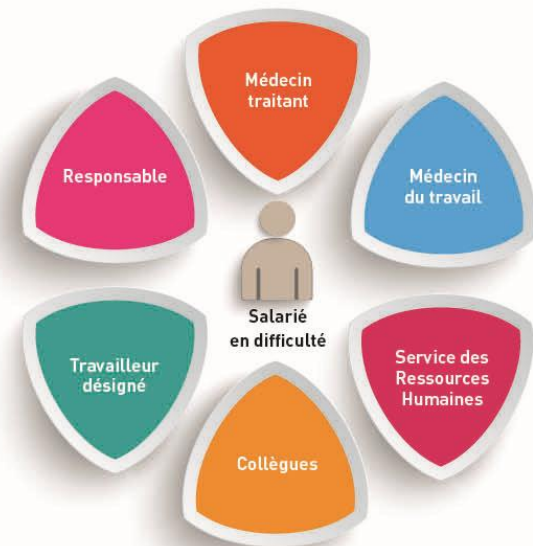 Médecin
traitant
Responsable
Médecin
du travail
Salarié
en difficulté
Travailleur
désigné
Service des
Ressources
Humaines
Collègues